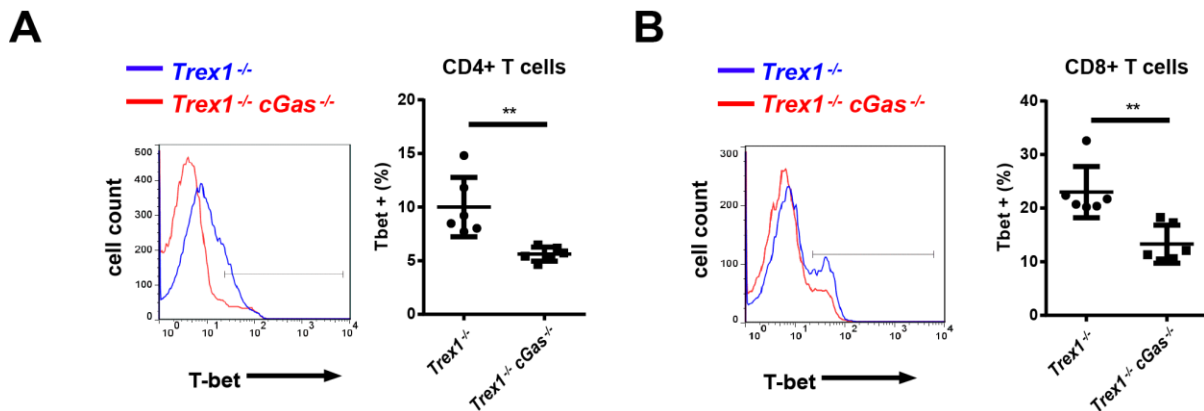 A
Trex1 -/-
Trex1 -/- cGas -/-
cell count
500
400
300
200
100
0
10^0 10^1 10^2 10^3 10^4
T-bet
CD4+ T cells
**
Tbet + (%)
20
15
10
5
0
Trex1-/-
Trex1-/- cGas-/-
B
Trex1 -/-
Trex1 -/- cGas -/-
cell count
300
200
100
0
10^0 10^1 10^2 10^3 10^4
T-bet
CD8+ T cells
**
Tbet + (%)
40
30
20
10
0
Trex1-/-
Trex1-/- cGas-/-